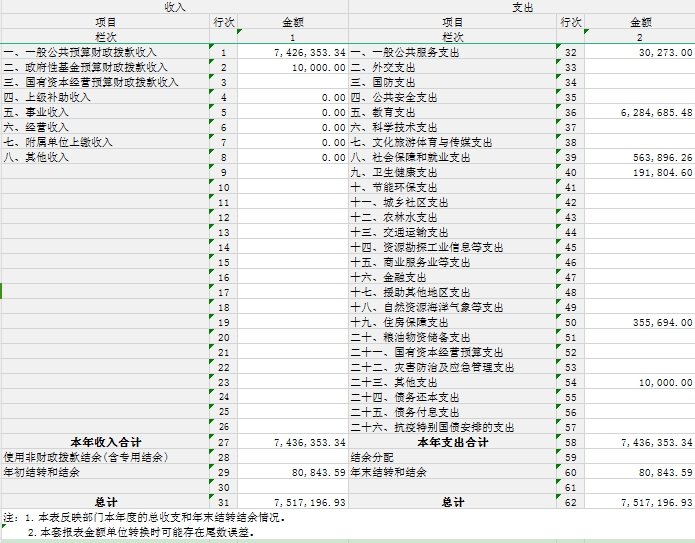 收入 支出
项目 行次 金额 项目 行次 金额
栏次 1 栏次 2
一、一般公共预算财政拨款收入 1 7,426,353.34 一、一般公共服务支出 32 30,273.00
二、政府性基金预算财政拨款收入 2 10,000.00 二、外交支出 33
三、国有资本经营预算财政拨款收入 3 三、国防支出 34
四、上级补助收入 4 0.00 四、公共安全支出 35
五、事业收入 5 0.00 五、教育支出 36 6,284,685.48
六、经营收入 6 0.00 六、科学技术支出 37
七、附属单位上缴收入 7 0.00 七、文化旅游体育与传媒支出 38
八、其他收入 8 0.00 八、社会保障和就业支出 39 563,896.26
9 九、卫生健康支出 40 191,804.60
10 十、节能环保支出 41
11 十一、城乡社区支出 42
12 十二、农林水支出 43
13 十三、交通运输支出 44
14 十四、资源勘探工业信息等支出 45
15 十五、商业服务业等支出 46
16 十六、金融支出 47
17 十七、援助其他地区支出 48
18 十八、自然资源海洋气象等支出 49
19 十九、住房保障支出 50 355,694.00
20 二十、粮油物资储备支出 51
21 二十一、国有资本经营预算支出 52
22 二十二、灾害防治及应急管理支出 53
23 二十三、其他支出 54 10,000.00
24 二十四、债务还本支出 55
25 二十五、债务付息支出 56
26 二十六、抗疫特别国债安排的支出 57
本年收入合计 27 7,436,353.34 本年支出合计 58 7,436,353.34
使用非财政拨款结余(含专用结余) 28 结余分配 59
年初结转和结余 29 80,843.59 年末结转和结余 60 80,843.59
30 61
总计 31 7,517,196.93 总计 62 7,517,196.93
注：1.本表反映部门本年度的总收支和年末结转结余情况。
2.本套报表金额单位转换时可能存在尾数误差。